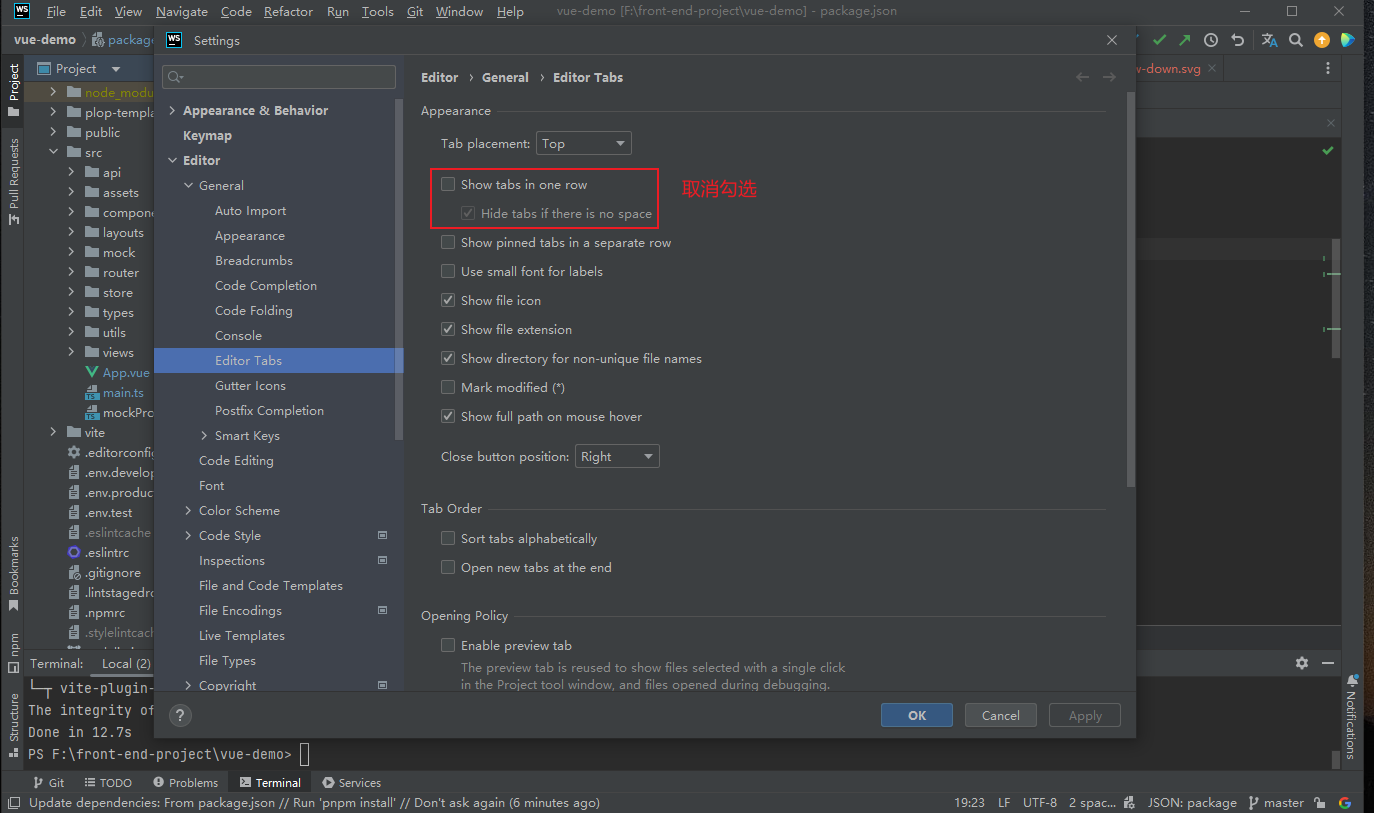 WS File Edit View Navigate Code Refactor Run Tools Git Window Help vue-demo [F:\front-end-project\vue-demo] - package.json
vue-demo package
WS Settings
Project
w-down.svg
Project
Pull Requests
Bookmarks
npm
Structure
node_modu
plop-templa
public
src
api
assets
compone
layouts
mock
router
store
types
utils
views
App.vue
main.ts
mockPro
vite
.editorconfig
.env.develop
.env.produc
.env.test
.eslintcache
.eslintrc
.gitignore
.lintstagedrc
.npmrc
.stylelintcach
Appearance & Behavior
Keymap
Editor
General
Auto Import
Appearance
Breadcrumbs
Code Completion
Code Folding
Console
Editor Tabs
Gutter Icons
Postfix Completion
Smart Keys
Code Editing
Font
Color Scheme
Code Style
Inspections
File and Code Templates
File Encodings
Live Templates
File Types
Copyright
Editor › General › Editor Tabs
Appearance
Tab placement: Top
Show tabs in one row
取消勾选
Hide tabs if there is no space
Show pinned tabs in a separate row
Use small font for labels
Show file icon
Show file extension
Show directory for non-unique file names
Mark modified (*)
Show full path on mouse hover
Close button position: Right
Tab Order
Sort tabs alphabetically
Open new tabs at the end
Opening Policy
Enable preview tab
The preview tab is reused to show files selected with a single click
in the Project tool window, and files opened during debugging.
? OK Cancel Apply
Terminal: Local (2)
vite-plugin-
The integrity of
Done in 12.7s
PS F:\front-end-project\vue-demo>
Notifications
Git TODO Problems Terminal Services
Update dependencies: From package.json // Run 'pnpm install' // Don't ask again (6 minutes ago) 19:23 LF UTF-8 2 spac... JSON: package master